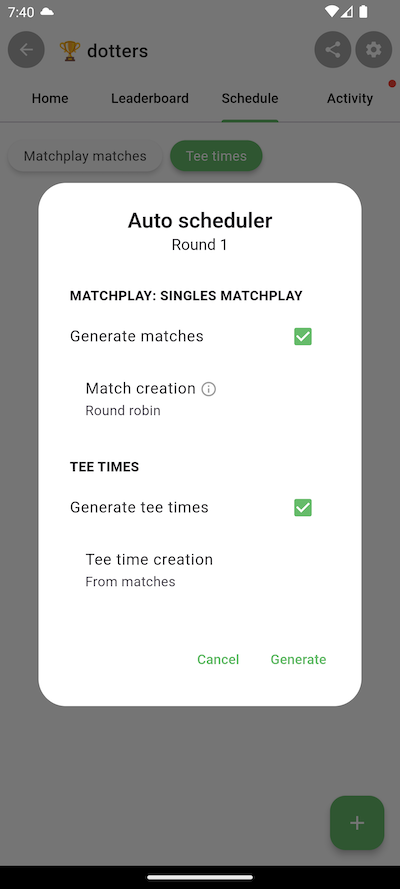 7:40
dotters
Home Leaderboard Schedule Activity
Matchplay matches Tee times
Auto scheduler
Round 1
MATCHPLAY: SINGLES MATCHPLAY
Generate matches
Match creation
Round robin
TEE TIMES
Generate tee times
Tee time creation
From matches
Cancel Generate